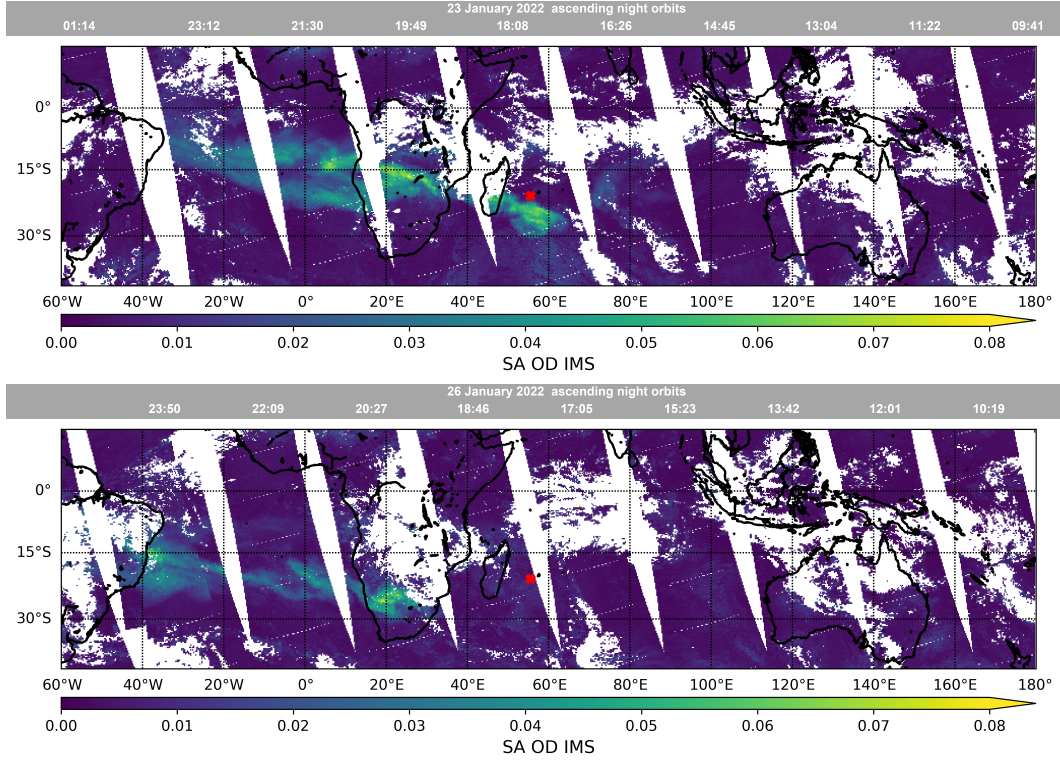 23 January 2022 ascending night orbits
01:14 23:12 21:30 19:49 18:08 16:26 14:45 13:04 11:22 09:41
0°
15°S
30°S
60°W 40°W 20°W 0° 20°E 40°E 60°E 80°E 100°E 120°E 140°E 160°E 180°
0.00 0.01 0.02 0.03 0.04 0.05 0.06 0.07 0.08
SA OD IMS
26 January 2022 ascending night orbits
23:50 22:09 20:27 18:46 17:05 15:23 13:42 12:01 10:19
0°
15°S
30°S
60°W 40°W 20°W 0° 20°E 40°E 60°E 80°E 100°E 120°E 140°E 160°E 180°
0.00 0.01 0.02 0.03 0.04 0.05 0.06 0.07 0.08
SA OD IMS